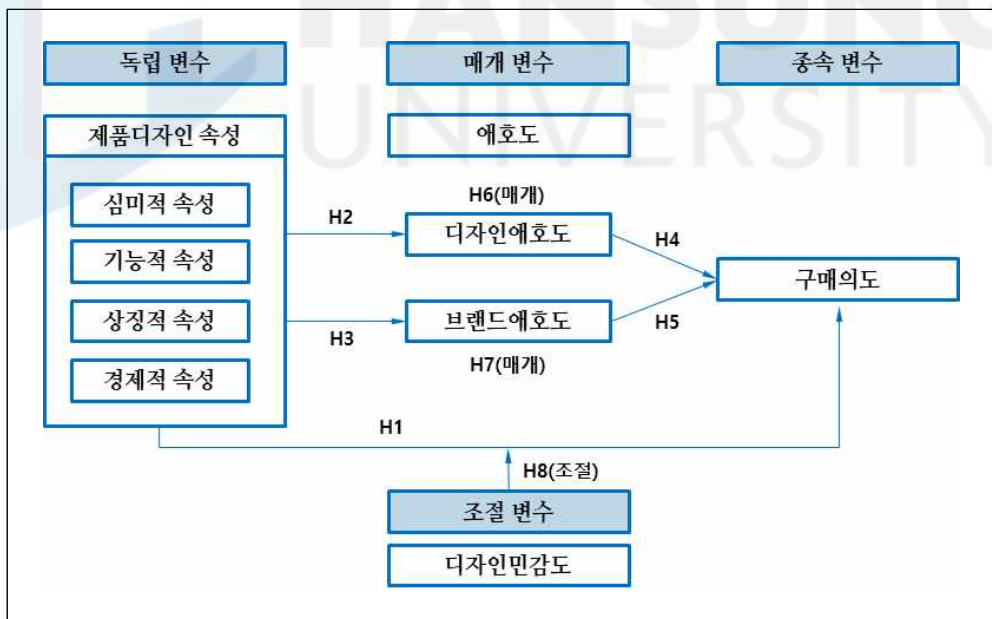 HANSUNG
UNIVERSITY
독립 변수
매개 변수
종속 변수
제품디자인 속성
애호도
심미적 속성
기능적 속성
상징적 속성
경제적 속성
H2
H6(매개)
디자인애호도
H4
구매의도
H3
브랜드애호도
H5
H7(매개)
H1
H8(조절)
조절 변수
디자인민감도